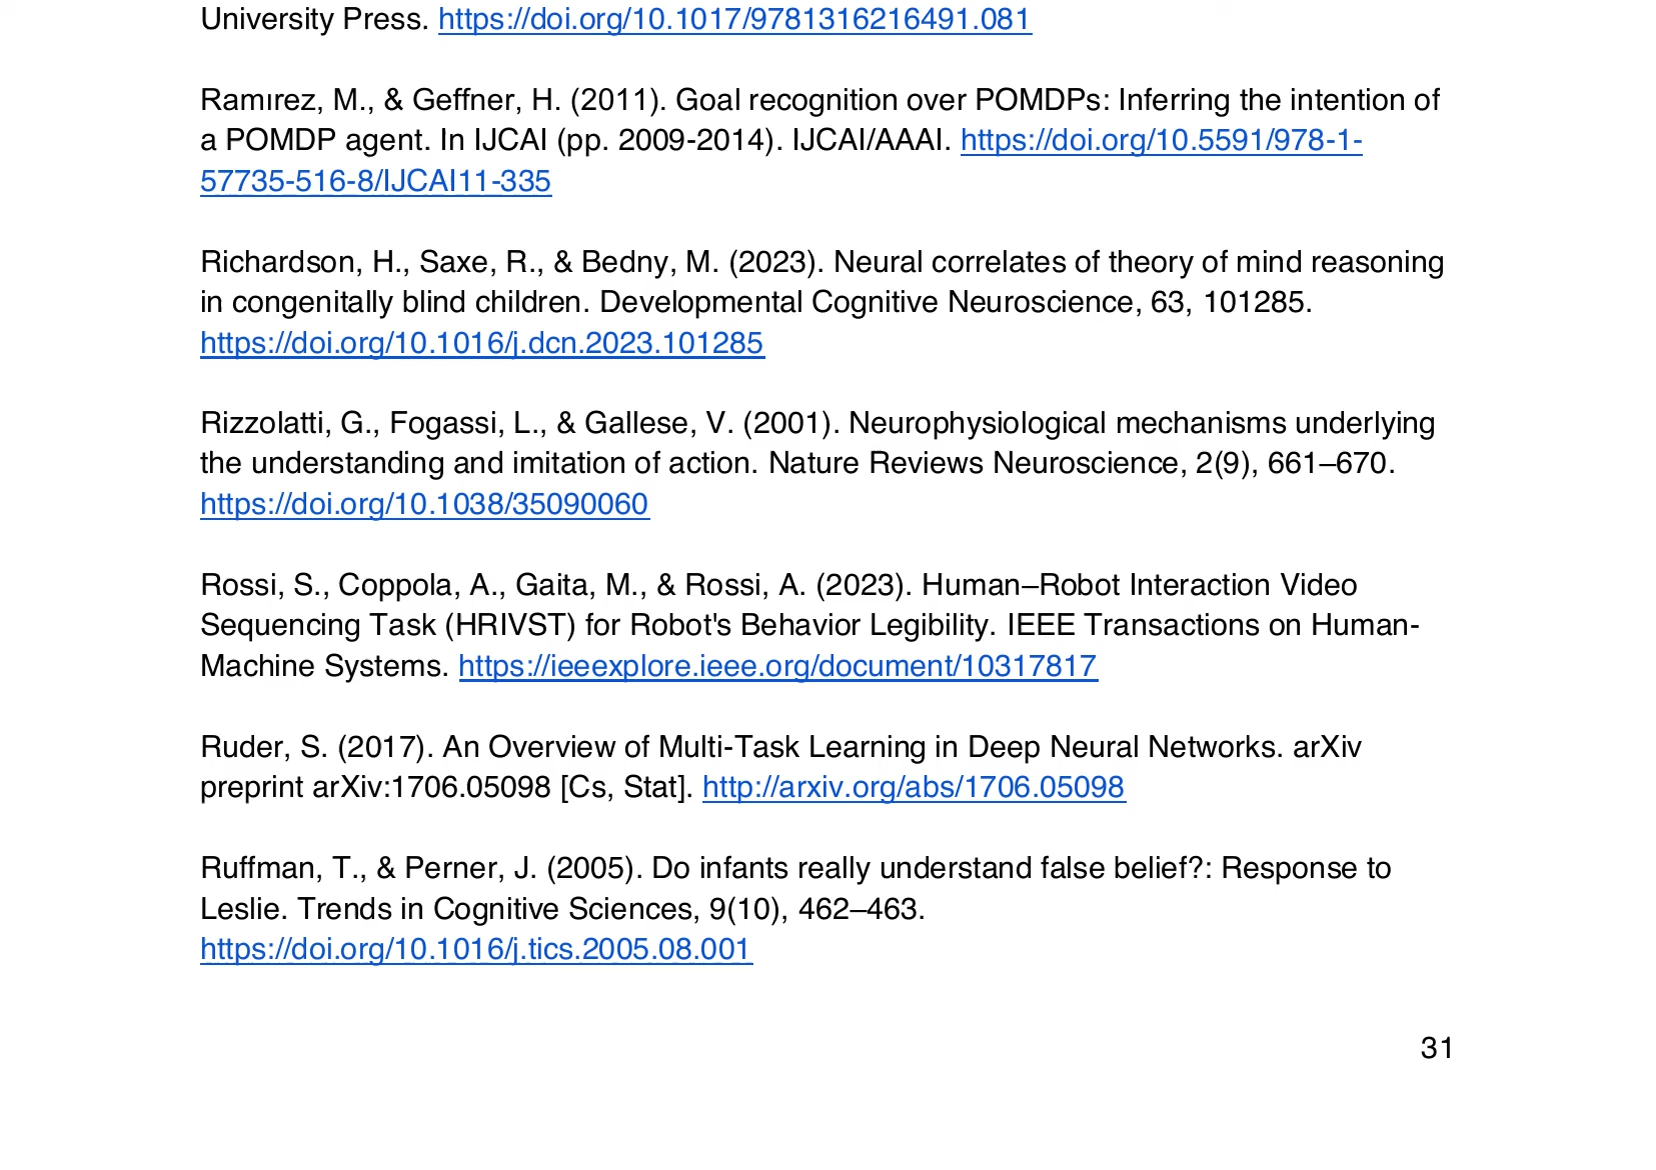 University Press. https://doi.org/10.1017/9781316216491.081
Ramırez, M., & Geffner, H. (2011). Goal recognition over POMDPs: Inferring the intention of
a POMDP agent. In IJCAI (pp. 2009-2014). IJCAI/AAAI. https://doi.org/10.5591/978-1-
57735-516-8/IJCAI11-335
Richardson, H., Saxe, R., & Bedny, M. (2023). Neural correlates of theory of mind reasoning
in congenitally blind children. Developmental Cognitive Neuroscience, 63, 101285.
https://doi.org/10.1016/j.dcn.2023.101285
Rizzolatti, G., Fogassi, L., & Gallese, V. (2001). Neurophysiological mechanisms underlying
the understanding and imitation of action. Nature Reviews Neuroscience, 2(9), 661–670.
https://doi.org/10.1038/35090060
Rossi, S., Coppola, A., Gaita, M., & Rossi, A. (2023). Human–Robot Interaction Video
Sequencing Task (HRIVST) for Robot's Behavior Legibility. IEEE Transactions on Human-
Machine Systems. https://ieeexplore.ieee.org/document/10317817
Ruder, S. (2017). An Overview of Multi-Task Learning in Deep Neural Networks. arXiv
preprint arXiv:1706.05098 [Cs, Stat]. http://arxiv.org/abs/1706.05098
Ruffman, T., & Perner, J. (2005). Do infants really understand false belief?: Response to
Leslie. Trends in Cognitive Sciences, 9(10), 462–463.
https://doi.org/10.1016/j.tics.2005.08.001
31